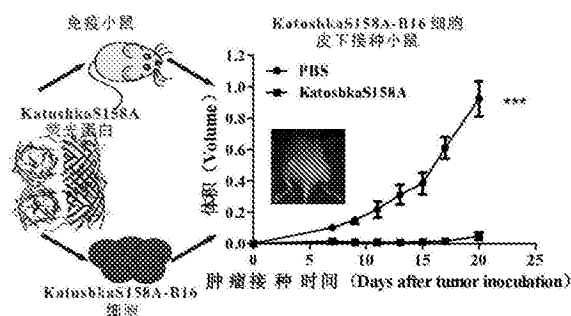 免疫小鼠
KatushkaS158A
荧光蛋白
KatushkaS158A-B16
细胞
KatoshkaS158A-B16 细胞
皮下接种小鼠
PBS
KatoshkaS158A
***
体积 (Volume)
1.2
1.0
0.8
0.6
0.4
0.2
0.0
0
5
10
15
20
25
肿瘤接种时间 (Days after tumor inoculation)